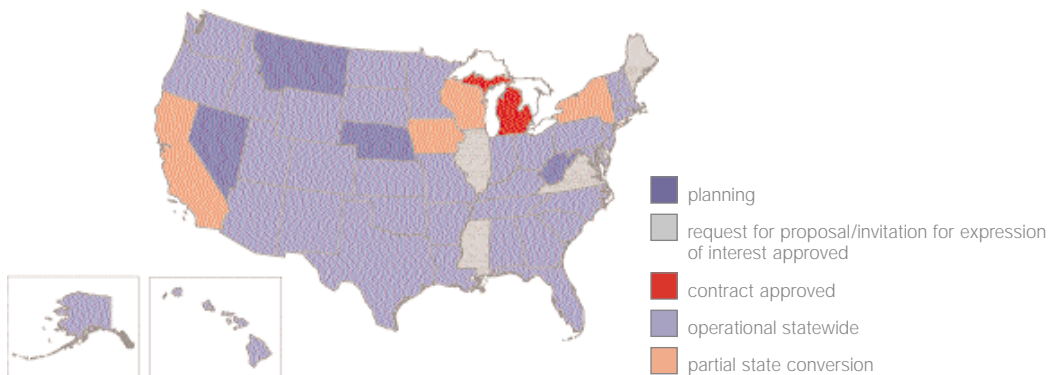 planning
request for proposal/invitation for expression
of interest approved
contract approved
operational statewide
partial state conversion